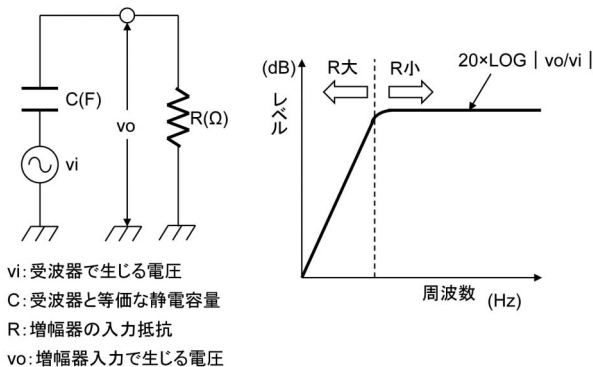 C(F)
vi
vo
R(Ω)
vi：受波器で生じる電圧
C：受波器と等価な静電容量
R：増幅器の入力抵抗
vo：増幅器入力で生じる電圧
(dB)
レベル
R大
R小
20×LOG｜vo/vi｜
周波数
(Hz)